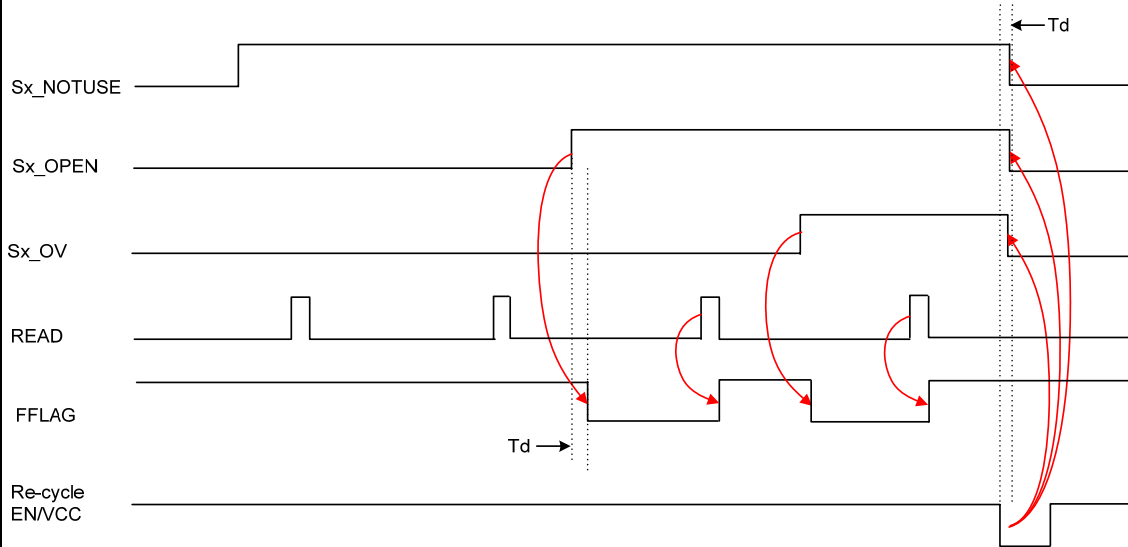 Td
Sx_NOTUSE
Sx_OPEN
Sx_OV
READ
FFLAG
Td
Re-cycle
EN/VCC